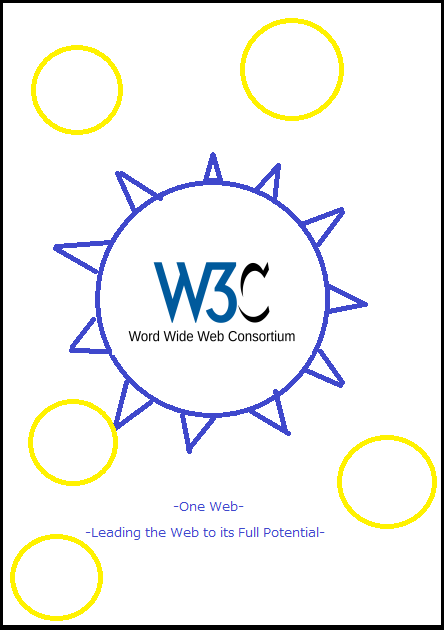 W3C
Word Wide Web Consortium
-One Web-
-Leading the Web to its Full Potential-